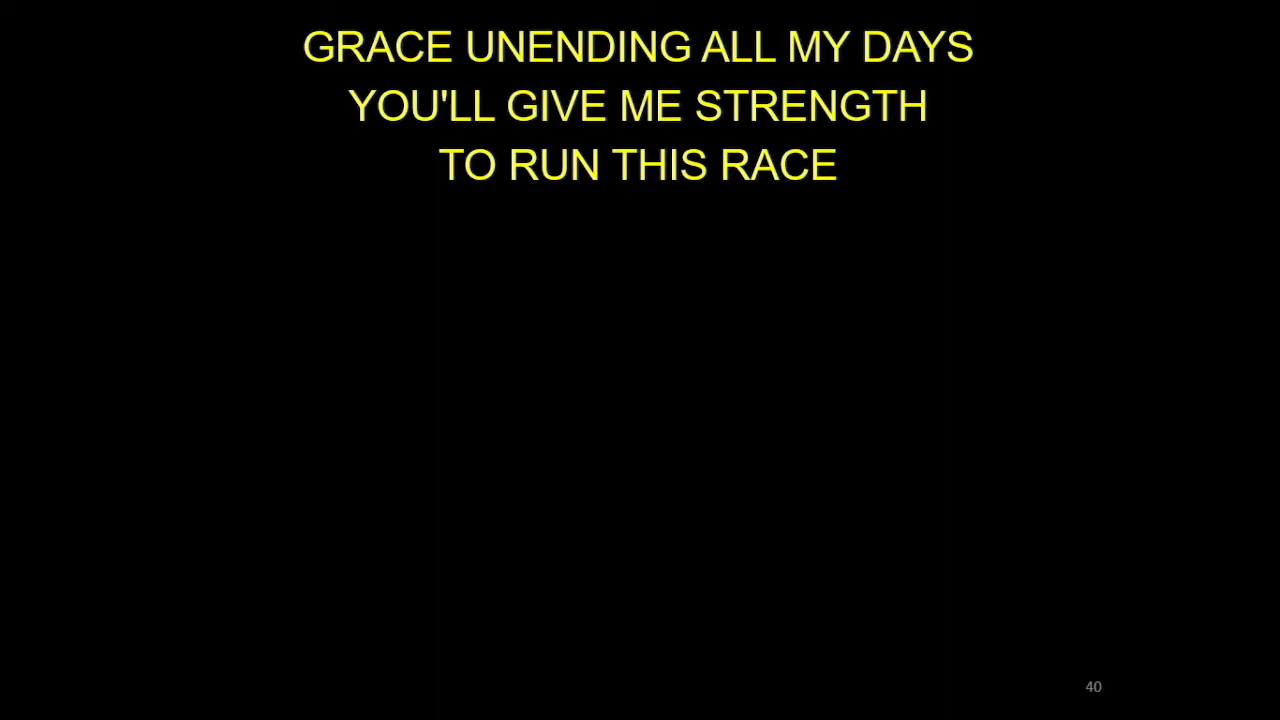 GRACE UNENDING ALL MY DAYS
YOU'LL GIVE ME STRENGTH
TO RUN THIS RACE
40